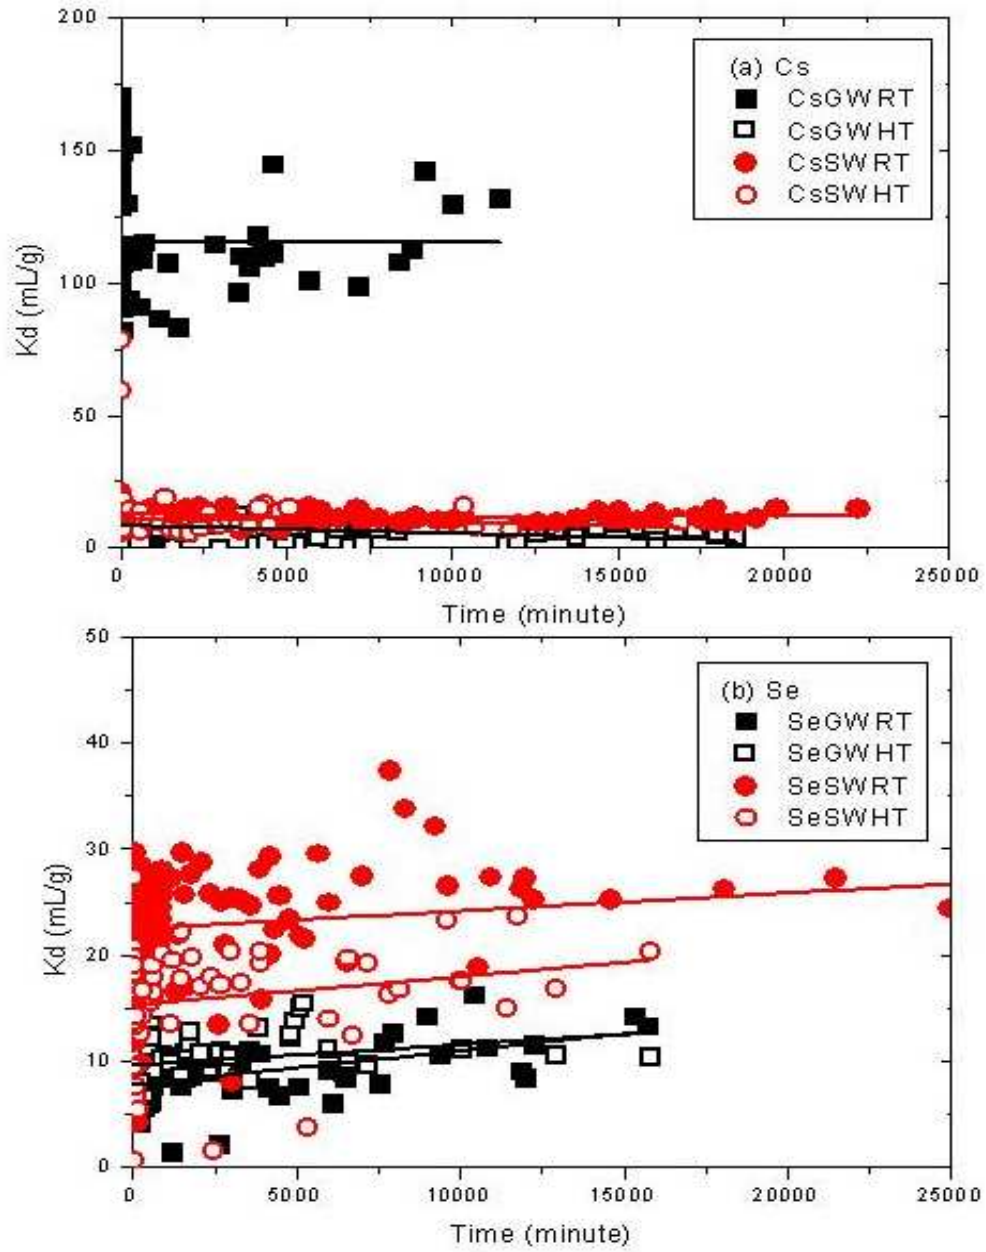 200
150
100
50
0
Kd (mL/g)
(a) Cs
CsGWRT
CsGWHT
CsSWRT
CsSWHT
0 5000 10000 15000 20000 25000
Time (minute)
50
40
30
20
10
0
Kd (mL/g)
(b) Se
SeGWRT
SeGWHT
SeSWRT
SeSWHT
0 5000 10000 15000 20000 25000
Time (minute)